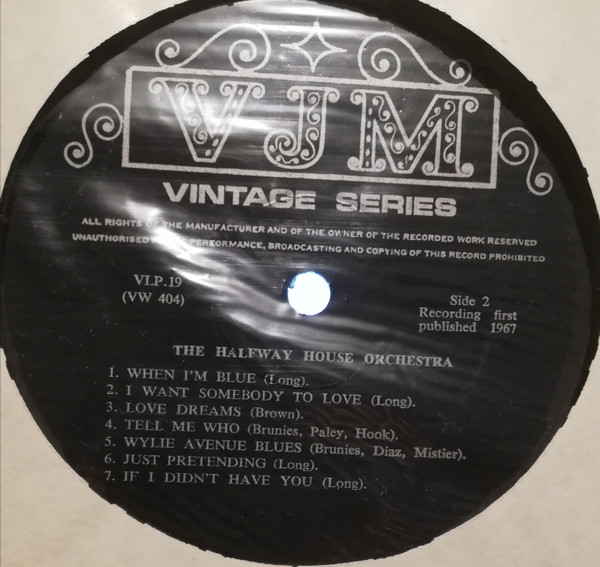 VJM
VINTAGE SERIES
ALL RIGHTS OF THE MANUFACTURER AND OF THE OWNER OF THE RECORDED WORK RESERVED
UNAUTHORISED PERFORMANCE, BROADCASTING AND COPYING OF THIS RECORD PROHIBITED
VLP.19
(VW 404)
Side 2
Recording first
published 1967
THE HALFWAY HOUSE ORCHESTRA
1. WHEN I'M BLUE (Long).
2. I WANT SOMEBODY TO LOVE (Long).
3. LOVE DREAMS (Brown).
4. TELL ME WHO (Brunies, Paley, Hook).
5. WYLIE AVENUE BLUES (Brunies, Diaz, Mistier).
6. JUST PRETENDING (Long).
7. IF I DIDN'T HAVE YOU (Long).